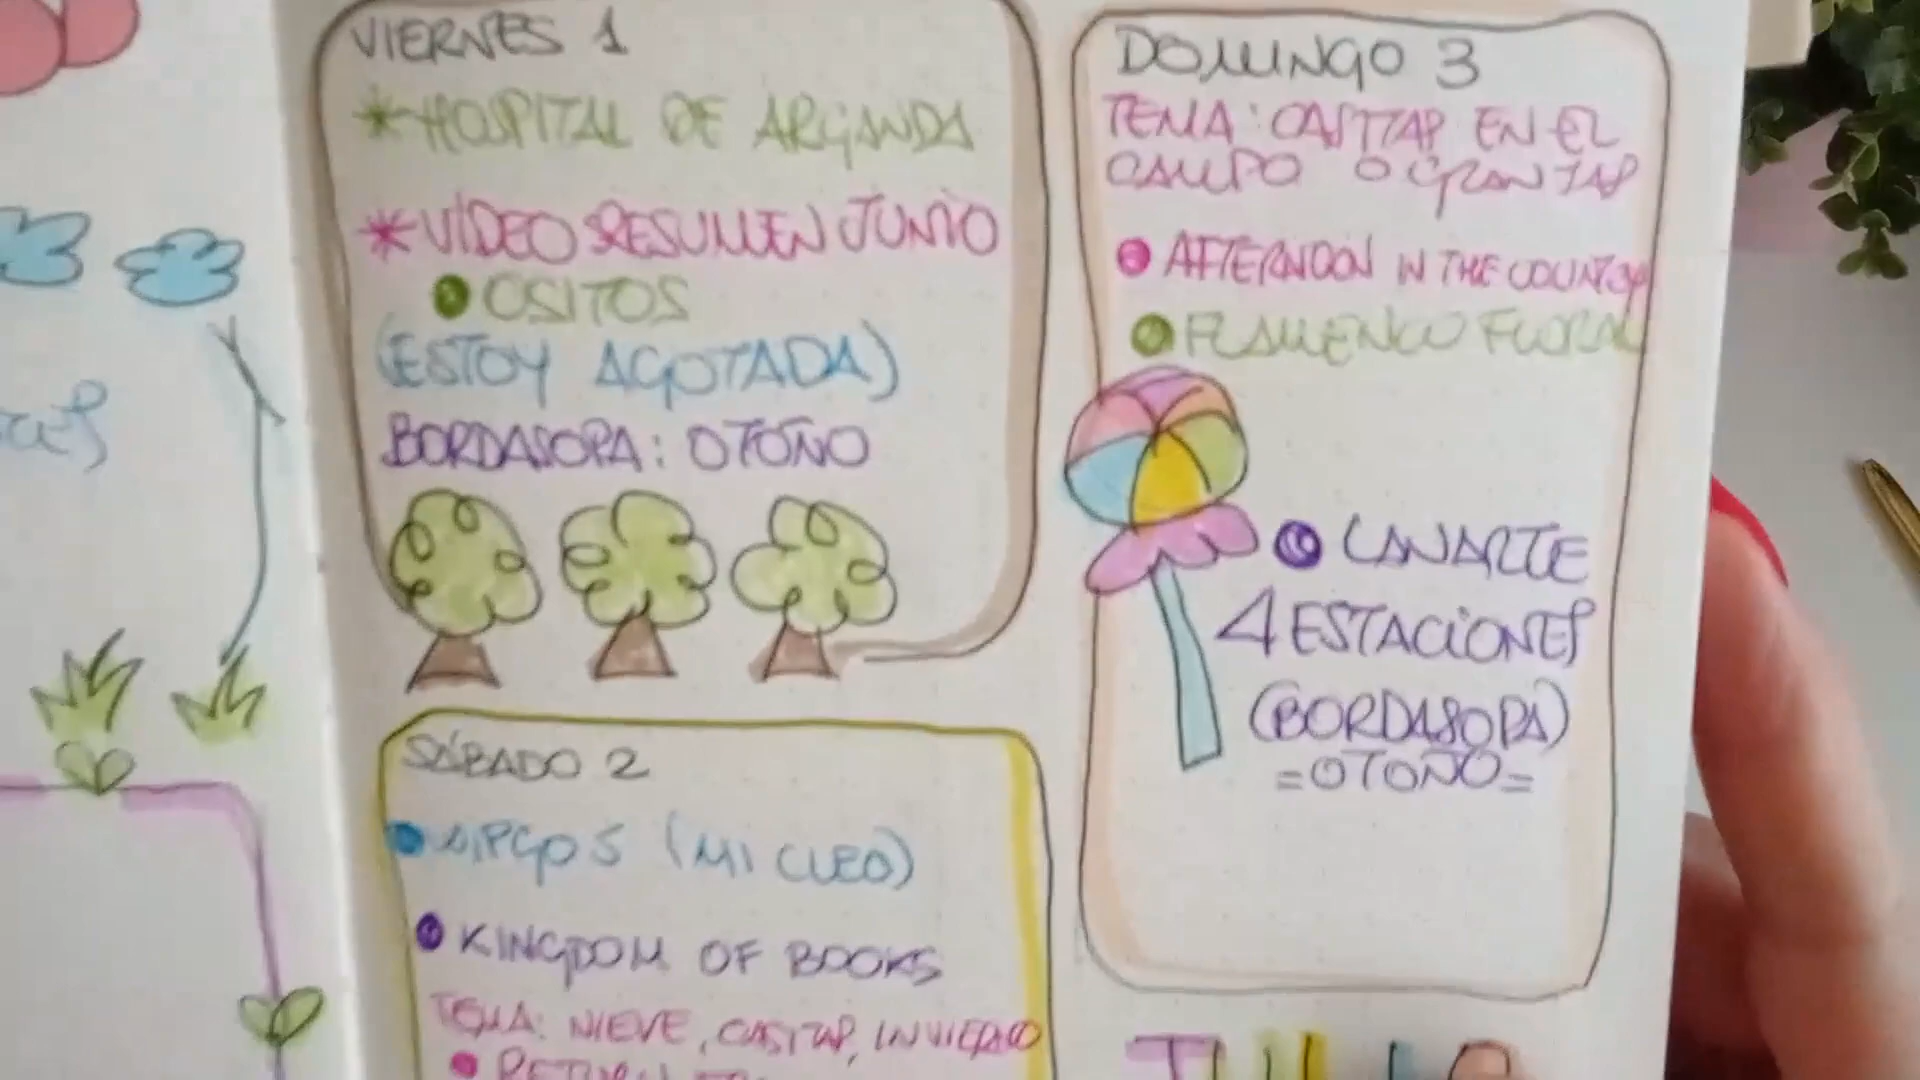 VIERNES 1
*HOSPITAL DE ARGANDA
*VÍDEO RESUMEN JUNIO
OSITOS
(ESTOY AGOTADA)
BORDASOPA: OTOÑO
SÁBADO 2
(MI CLEO)
KINGDOM OF BOOKS
TEMA: NIEVE, CASITAS, INVIERNO
DOMINGO 3
TEMA: CASITAS EN EL
CAMPO O GRANJAS
AFTERNOON IN THE COUNTRY
FLAMENCO FLORAL
LANARTE
4 ESTACIONES
(BORDASOPA)
=OTOÑO=